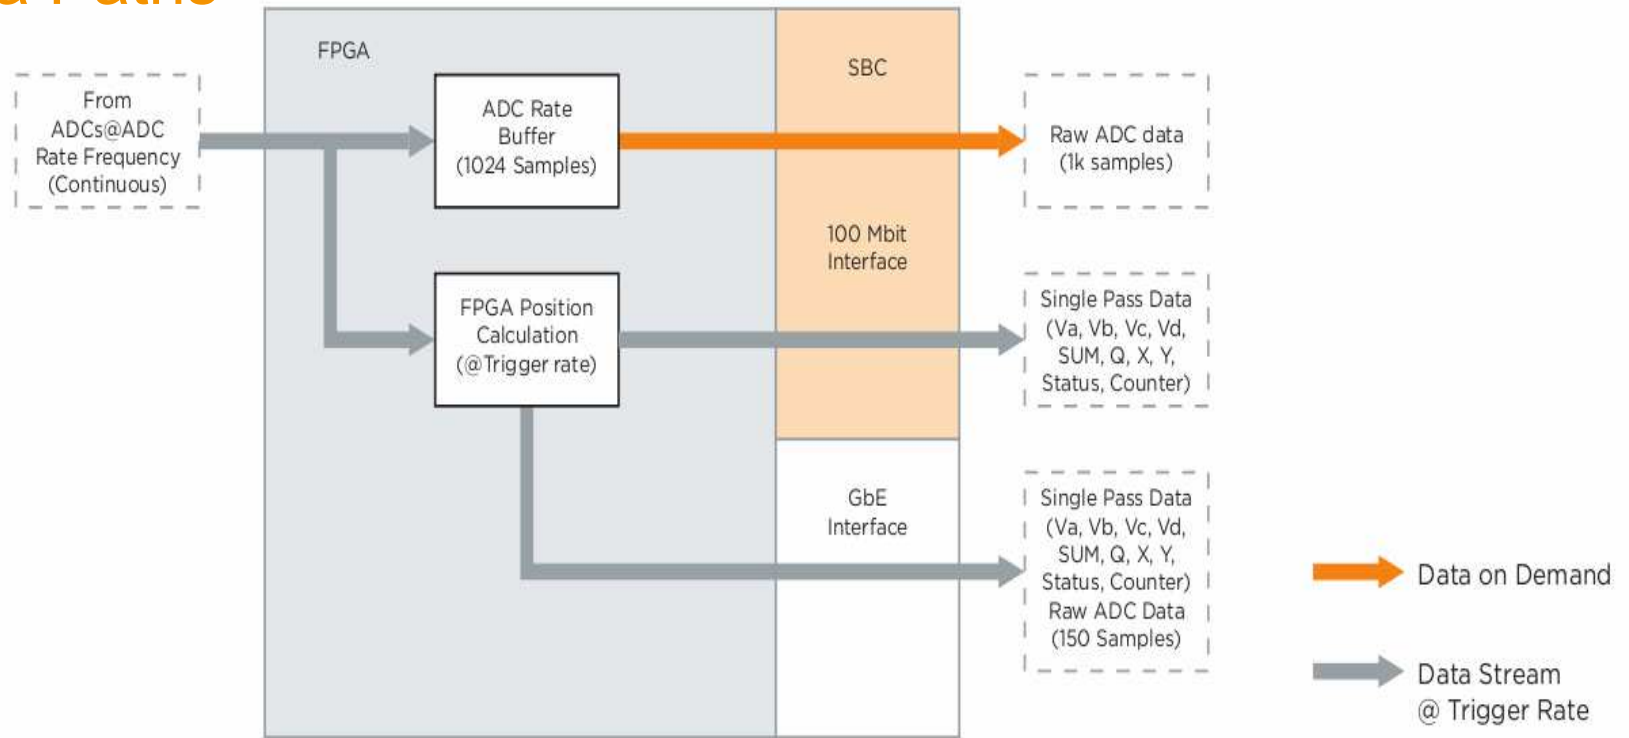 FPGA
SBC
From
ADCs@ADC
Rate Frequency
(Continuous)
ADC Rate
Buffer
(1024 Samples)
Raw ADC data
(1k samples)
100 Mbit
Interface
FPGA Position
Calculation
(@Trigger rate)
Single Pass Data
(Va, Vb, Vc, Vd,
SUM, Q, X, Y,
Status, Counter)
GbE
Interface
Single Pass Data
(Va, Vb, Vc, Vd,
SUM, Q, X, Y,
Status, Counter)
Raw ADC Data
(150 Samples)
Data on Demand
Data Stream
@ Trigger Rate